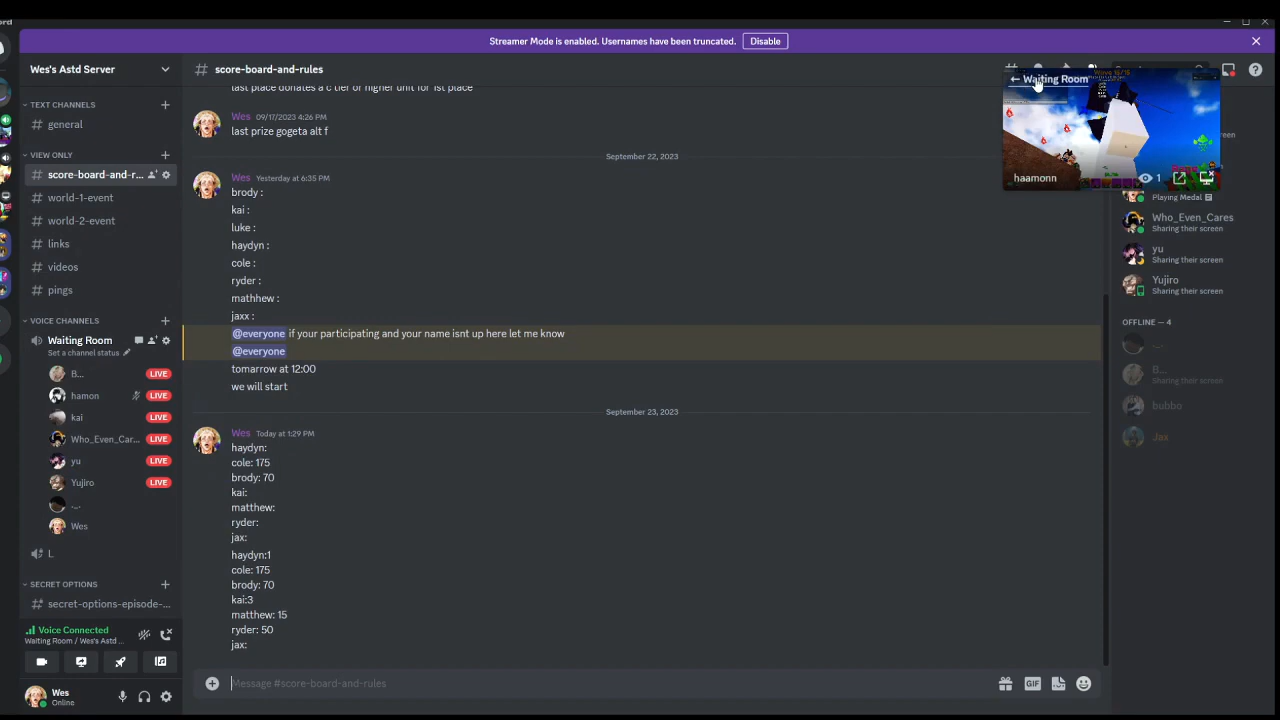 ord
Streamer Mode is enabled. Usernames have been truncated.
Disable
Wes's Astd Server
TEXT CHANNELS
general
VIEW ONLY
score-board-and-r...
world-1-event
world-2-event
links
videos
pings
VOICE CHANNELS
Waiting Room
Set a channel status
B...
LIVE
hamon
LIVE
kai
LIVE
Who_Even_Car...
LIVE
yu
LIVE
Yujiro
LIVE
._.
Wes
L
SECRET OPTIONS
secret-options-episode-...
Voice Connected
Waiting Room / Wes's Astd ...
Wes
Online
# score-board-and-rules
last place donates a c tier or higher unit for 1st place
Wes 09/17/2023 4:26 PM
last prize gogeta alt f
September 22, 2023
Wes Yesterday at 6:35 PM
brody :
kai :
luke :
haydyn :
cole :
ryder :
mathhew :
jaxx :
@everyone if your participating and your name isnt up here let me know
@everyone
tomarrow at 12:00
we will start
September 23, 2023
Wes Today at 1:29 PM
haydyn:
cole: 175
brody: 70
kai:
matthew:
ryder:
jax:
haydyn:1
cole: 175
brody: 70
kai:3
matthew: 15
ryder: 50
jax:
Message #score-board-and-rules
GIF
← Waiting Room
haamonn
1
Playing Medal
Who_Even_Cares
Sharing their screen
yu
Sharing their screen
Yujiro
Sharing their screen
OFFLINE — 4
._.
B...
Sharing their screen
bubbo
Jax